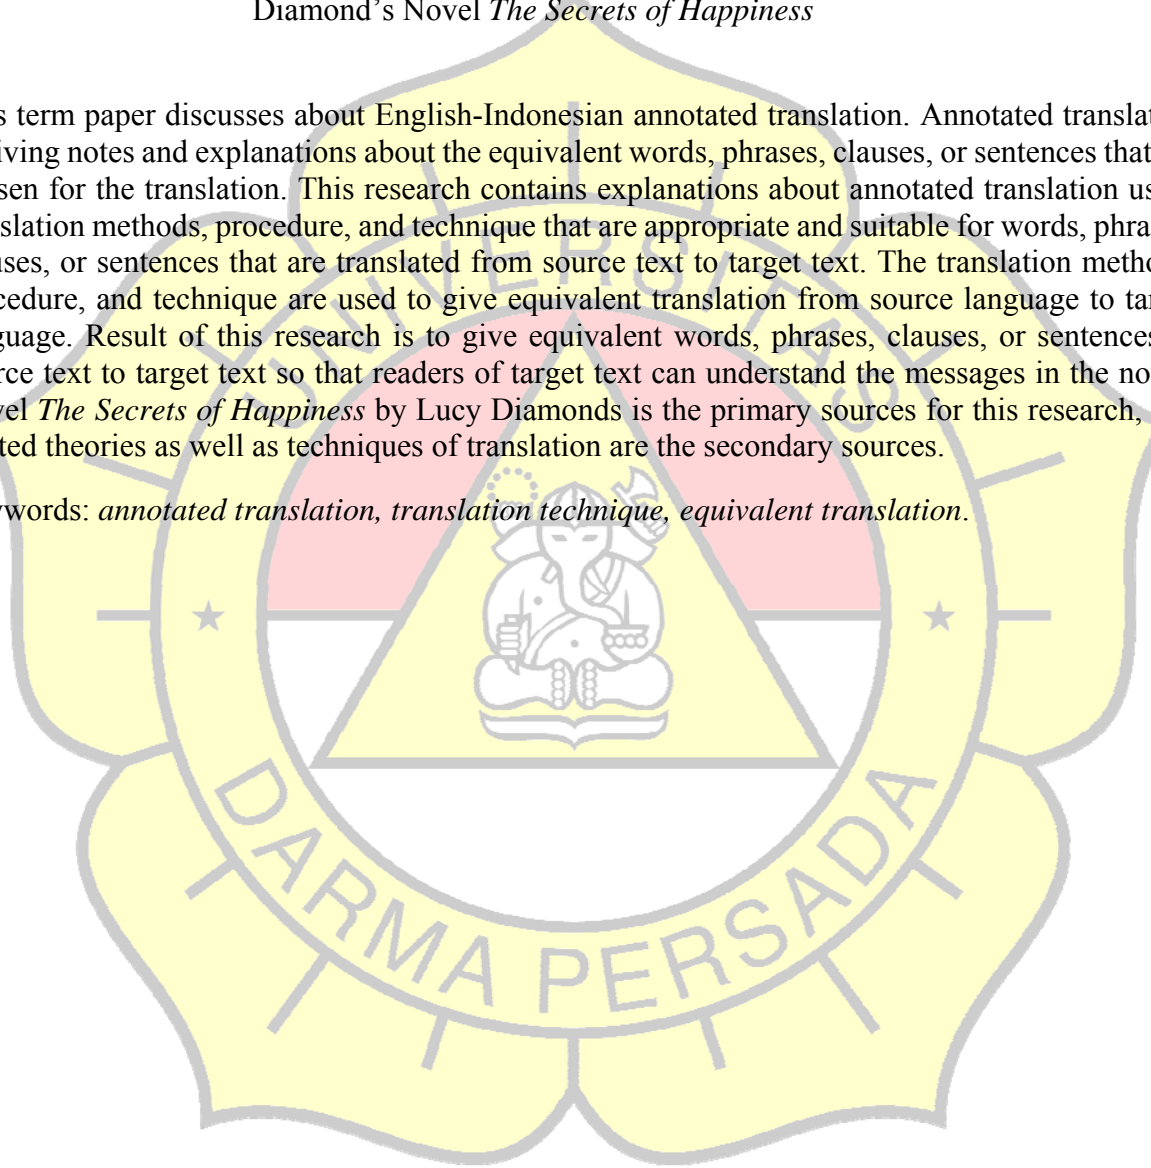 Diamond's Novel The Secrets of Happiness
s term paper discusses about English-Indonesian annotated translation. Annotated translat
iving notes and explanations about the equivalent words, phrases, clauses, or sentences that
sen for the translation. This research contains explanations about annotated translation us
slation methods, procedure, and technique that are appropriate and suitable for words, phra
uses, or sentences that are translated from source text to target text. The translation metho
cedure, and technique are used to give equivalent translation from source language to tar
guage. Result of this research is to give equivalent words, phrases, clauses, or sentences
rce text to target text so that readers of target text can understand the messages in the no
vel The Secrets of Happiness by Lucy Diamonds is the primary sources for this research,
ted theories as well as techniques of translation are the secondary sources.
ywords: annotated translation, translation technique, equivalent translation.
UNIVERSITAS
DARMA PERSADA